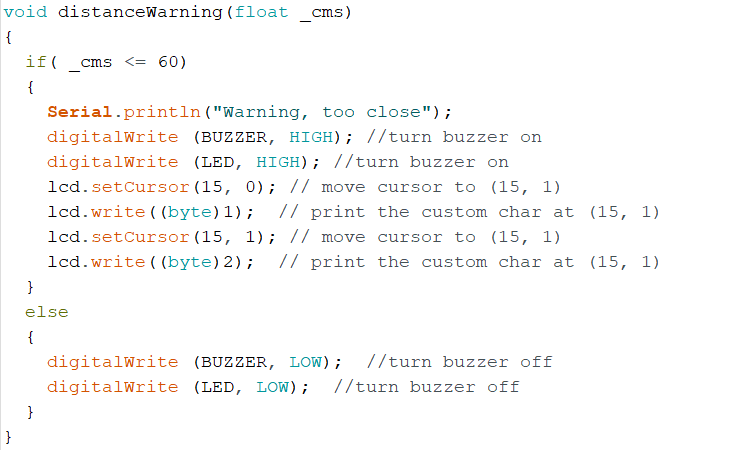 void distanceWarning(float _cms)
{
  if( _cms <= 60)
  {
    Serial.println("Warning, too close");
    digitalWrite (BUZZER, HIGH); //turn buzzer on
    digitalWrite (LED, HIGH); //turn buzzer on
    lcd.setCursor(15, 0); // move cursor to (15, 1)
    lcd.write((byte)1);  // print the custom char at (15, 1)
    lcd.setCursor(15, 1); // move cursor to (15, 1)
    lcd.write((byte)2);  // print the custom char at (15, 1)
  }
  else
  {
    digitalWrite (BUZZER, LOW);  //turn buzzer off
    digitalWrite (LED, LOW);  //turn buzzer off
  }
}